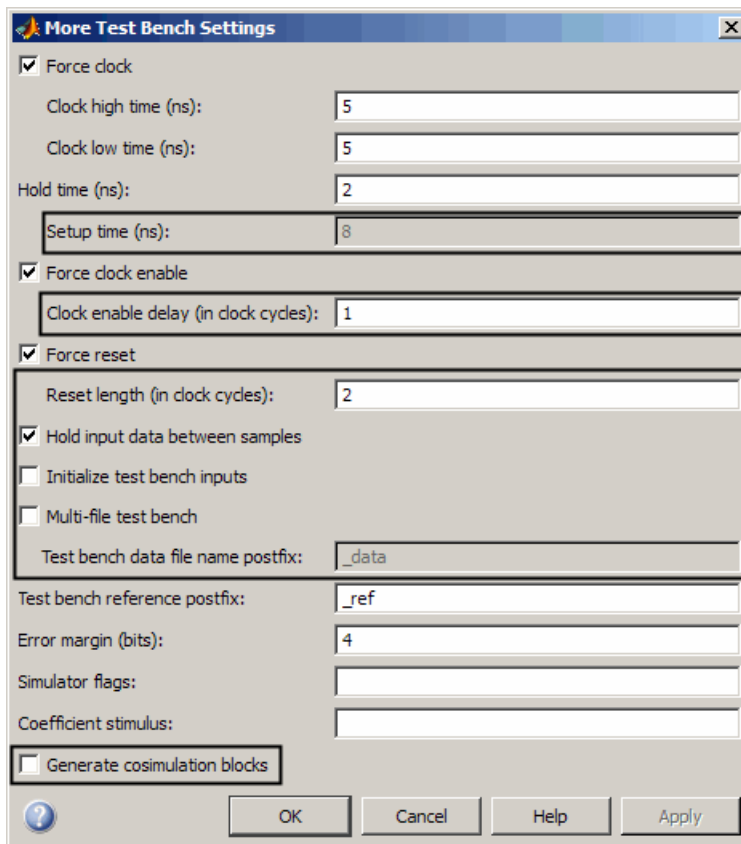 More Test Bench Settings
Force clock
Clock high time (ns): 5
Clock low time (ns): 5
Hold time (ns): 2
Setup time (ns): 8
Force clock enable
Clock enable delay (in clock cycles): 1
Force reset
Reset length (in clock cycles): 2
Hold input data between samples
Initialize test bench inputs
Multi-file test bench
Test bench data file name postfix: _data
Test bench reference postfix: _ref
Error margin (bits): 4
Simulator flags:
Coefficient stimulus:
Generate cosimulation blocks
? OK Cancel Help Apply